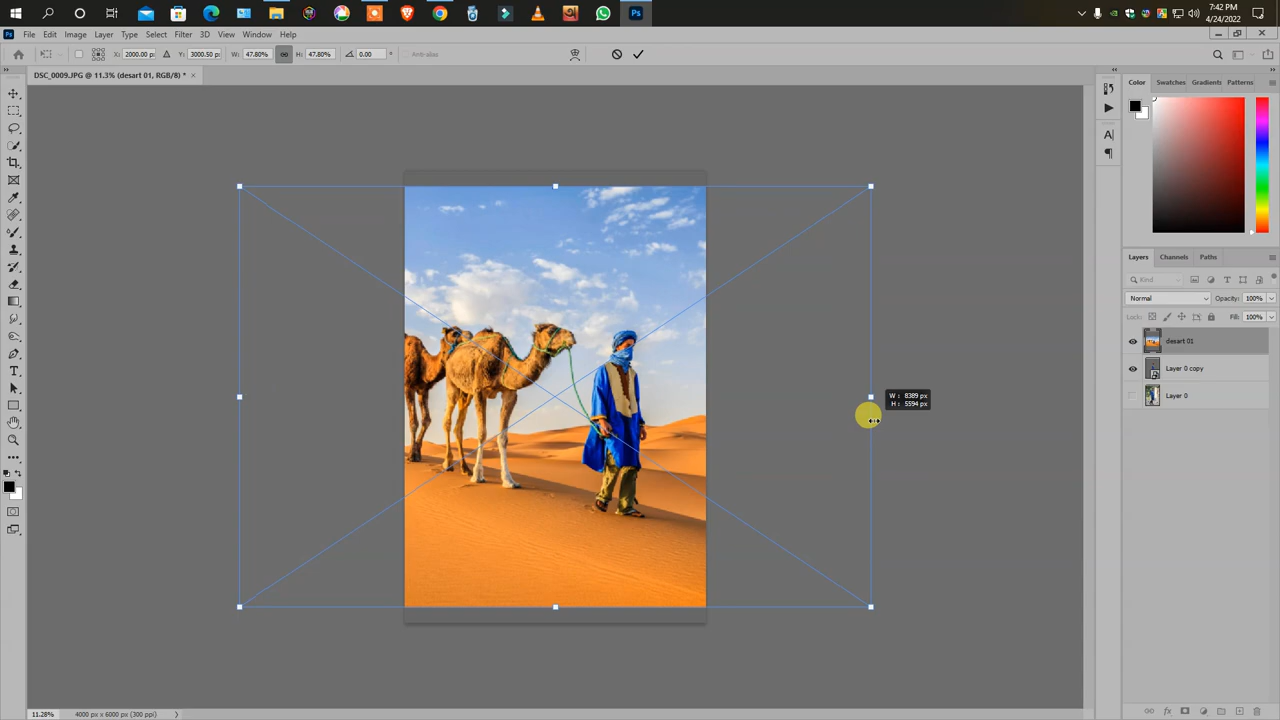 7:42 PM
4/24/2022
Ps
File Edit Image Layer Type Select Filter 3D View Window Help
X: 2000.00 px Y: 3000.50 px W: 47.80% H: 47.80% 0.00 ° Anti-alias
DSC_0009.JPG @ 11.3% (desart 01, RGB/8) * ×
Color Swatches Gradients Patterns
Layers Channels Paths
Kind
Normal Opacity: 100%
Lock: Fill: 100%
desart 01
Layer 0 copy
Layer 0
W: 8389 px
H: 5594 px
11.28% 4000 px x 6000 px (300 ppi)